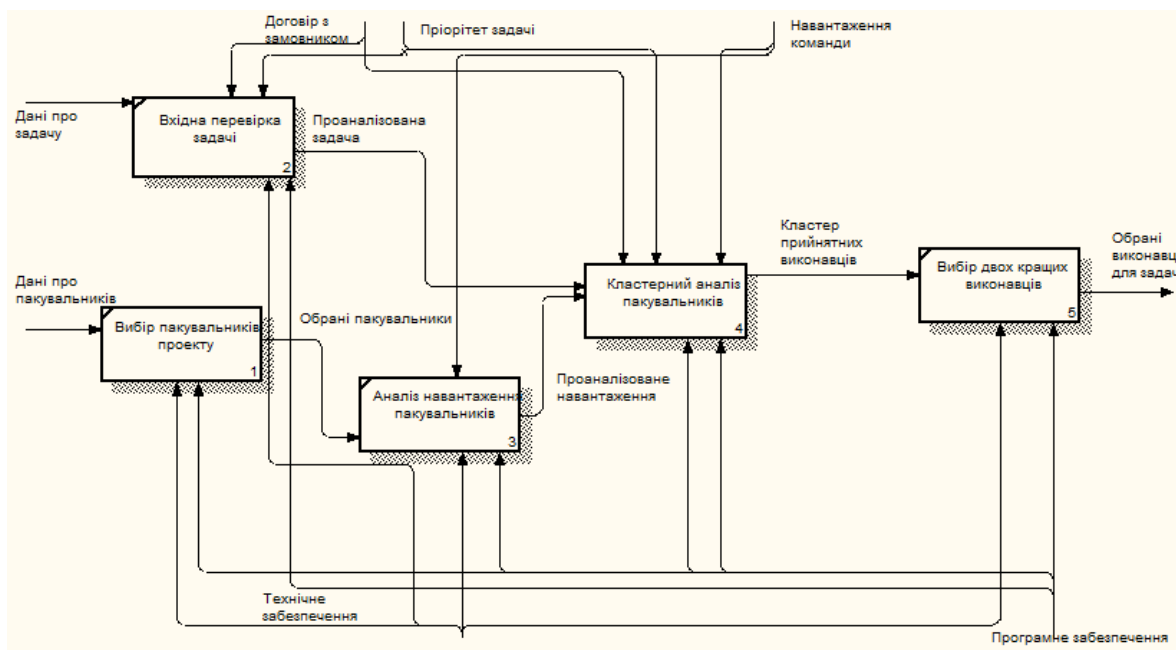 Договір з
замовником
Пріорітет задачі
Навантаження
команди
Дані про
задачу
Вхідна перевірка
задачі
2
Проаналізована
задача
Кластер
прийнятних
виконавців
Обрані
виконавц
для задач
Вибір двох кращих
виконавців
5
Кластерний аналіз
пакувальників
4
Дані про
пакувальників
Вибір пакувальників
проекту
1
Обрані пакувальники
Аналіз навантаження
пакувальників
3
Проаналізоване
навантаження
Технічне
забезпечення
Програмне забезпечення